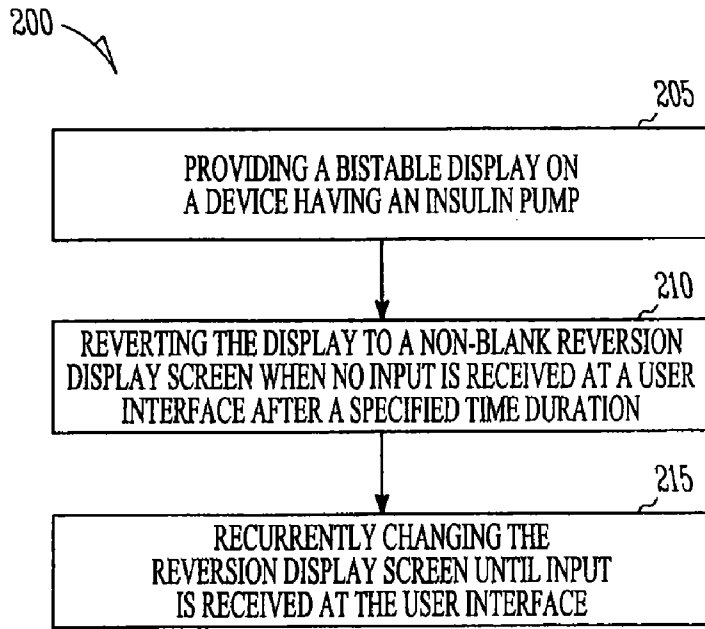 200
205
PROVIDING A BISTABLE DISPLAY ON
A DEVICE HAVING AN INSULIN PUMP
210
REVERTING THE DISPLAY TO A NON-BLANK REVERSION
DISPLAY SCREEN WHEN NO INPUT IS RECEIVED AT A USER
INTERFACE AFTER A SPECIFIED TIME DURATION
215
RECURRENTLY CHANGING THE
REVERSION DISPLAY SCREEN UNTIL INPUT
IS RECEIVED AT THE USER INTERFACE